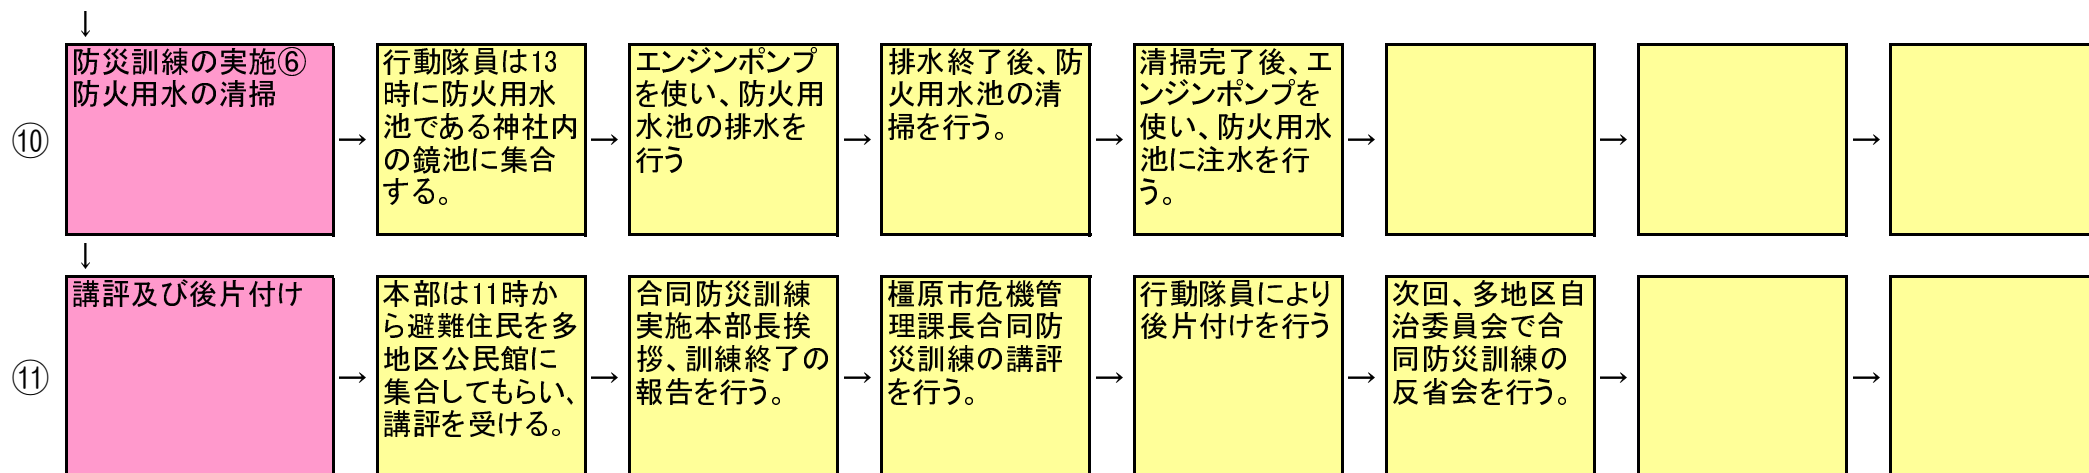 ↓
⑩
防災訓練の実施⑥
防火用水の清掃
→
行動隊員は13
時に防火用水
池である神社内
の鏡池に集合
する。
→
エンジンポンプ
を使い、防火用
水池の排水を
行う
→
排水終了後、防
火用水池の清
掃を行う。
→
清掃完了後、エ
ンジンポンプを
使い、防火用水
池に注水を行
う。
→
→
→
↓
⑪
講評及び後片付け
→
本部は11時か
ら避難住民を多
地区公民館に
集合してもらい、
講評を受ける。
→
合同防災訓練
実施本部長挨
拶、訓練終了の
報告を行う。
→
橿原市危機管
理課長合同防
災訓練の講評
を行う。
→
行動隊員により
後片付けを行う
→
次回、多地区自
治委員会で合
同防災訓練の
反省会を行う。
→
→